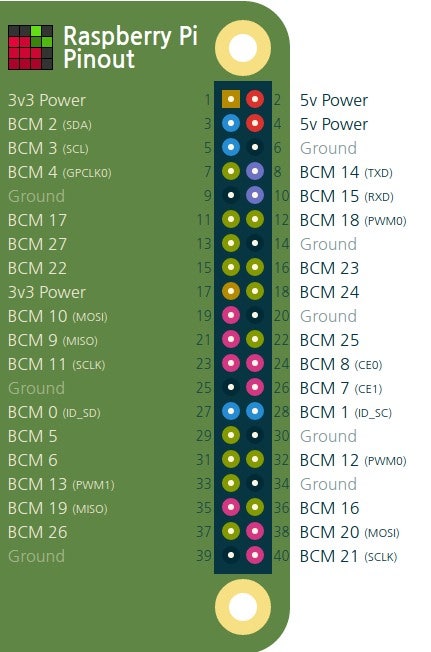 Raspberry Pi
Pinout
3v3 Power 1 2 5v Power
BCM 2 (SDA) 3 4 5v Power
BCM 3 (SCL) 5 6 Ground
BCM 4 (GPCLK0) 7 8 BCM 14 (TXD)
Ground 9 10 BCM 15 (RXD)
BCM 17 11 12 BCM 18 (PWM0)
BCM 27 13 14 Ground
BCM 22 15 16 BCM 23
3v3 Power 17 18 BCM 24
BCM 10 (MOSI) 19 20 Ground
BCM 9 (MISO) 21 22 BCM 25
BCM 11 (SCLK) 23 24 BCM 8 (CE0)
Ground 25 26 BCM 7 (CE1)
BCM 0 (ID_SD) 27 28 BCM 1 (ID_SC)
BCM 5 29 30 Ground
BCM 6 31 32 BCM 12 (PWM0)
BCM 13 (PWM1) 33 34 Ground
BCM 19 (MISO) 35 36 BCM 16
BCM 26 37 38 BCM 20 (MOSI)
Ground 39 40 BCM 21 (SCLK)